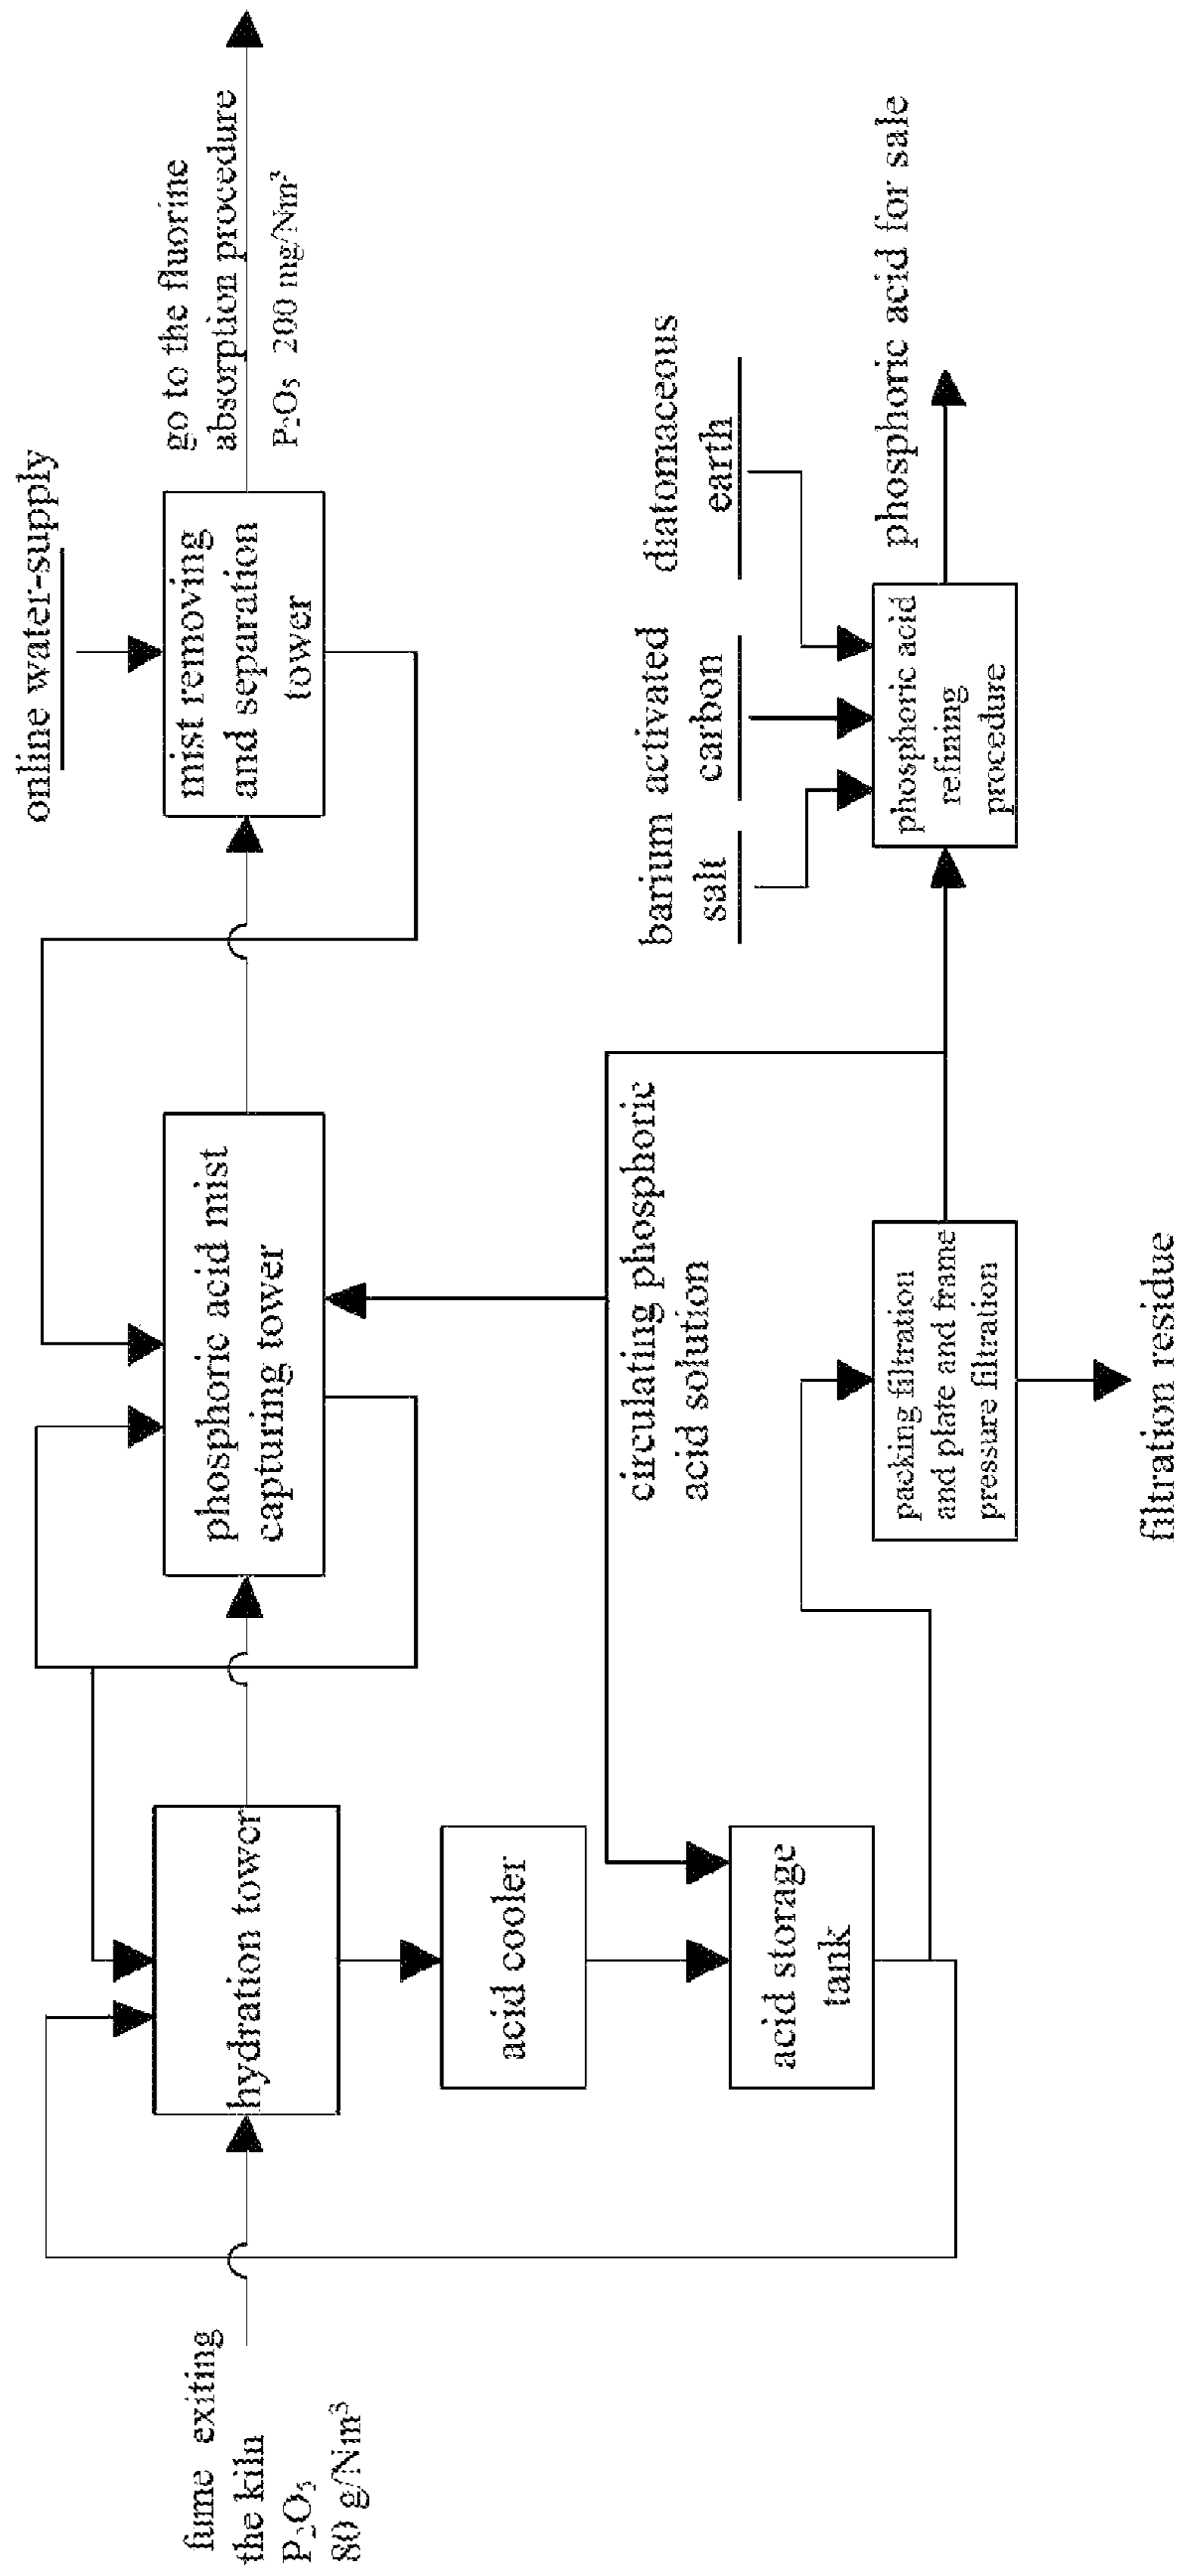 online water-supply
fume exiting
the kiln
P₂O₅
80 g/Nm³
hydration tower
phosphoric acid mist
capturing tower
mist removing
and separation
tower
go to the fluorine
absorption procedure
P₂O₅ 200 mg/Nm³
acid cooler
circulating phosphoric
acid solution
barium activated
salt carbon
diatomaceous
earth
acid storage
tank
packing filtration
and plate and frame
pressure filtration
phosphoric acid
refining
procedure
phosphoric acid for sale
filtration residue